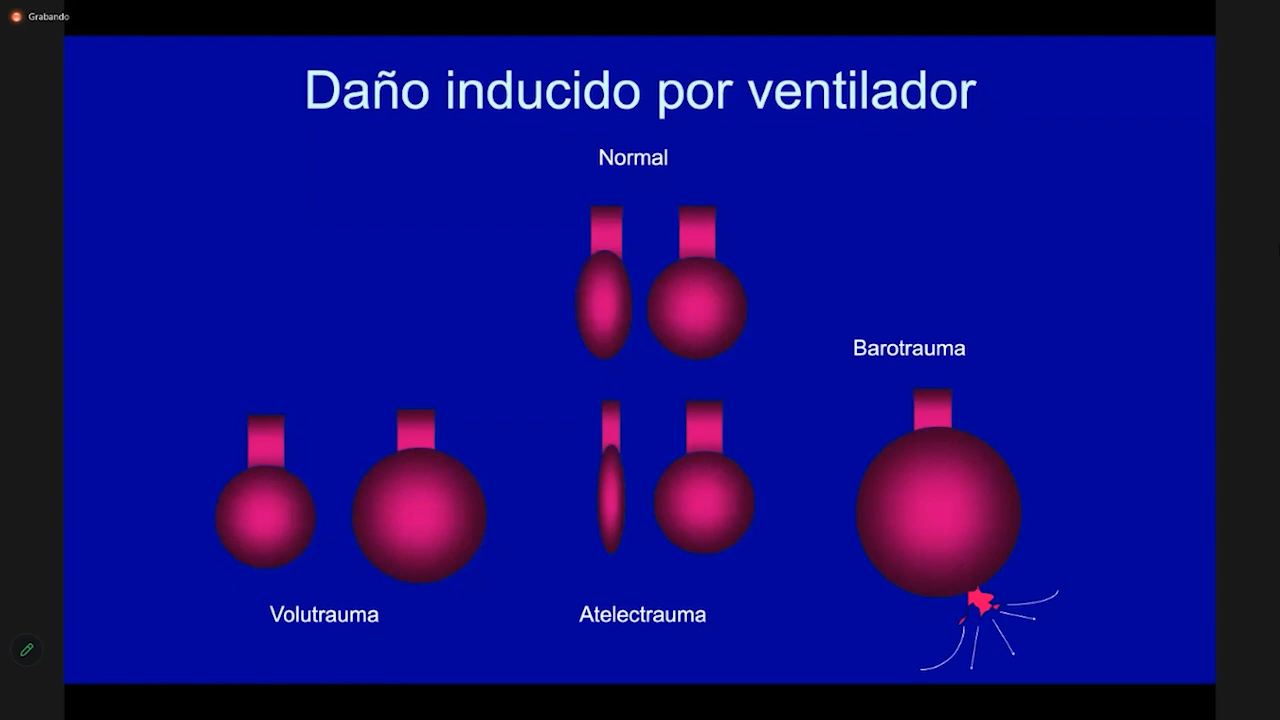 Grabando
Daño inducido por ventilador
Normal
Barotrauma
Volutrauma
Atelectrauma